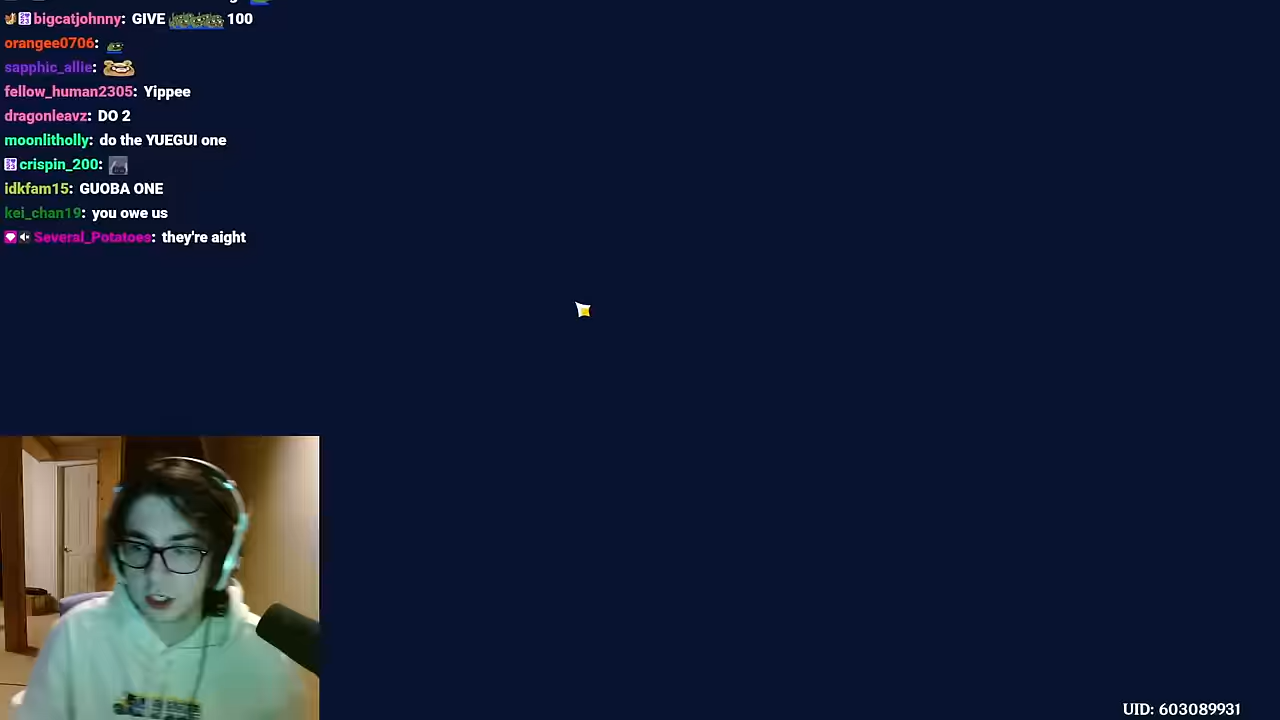 bigcatjohnny: GIVE 100
orangee0706:
sapphic_allie:
fellow_human2305: Yippee
dragonleavz: DO 2
moonlitholly: do the YUEGUI one
crispin_200:
idkfam15: GUOBA ONE
kei_chan19: you owe us
Several_Potatoes: they're aight
UID: 603089931